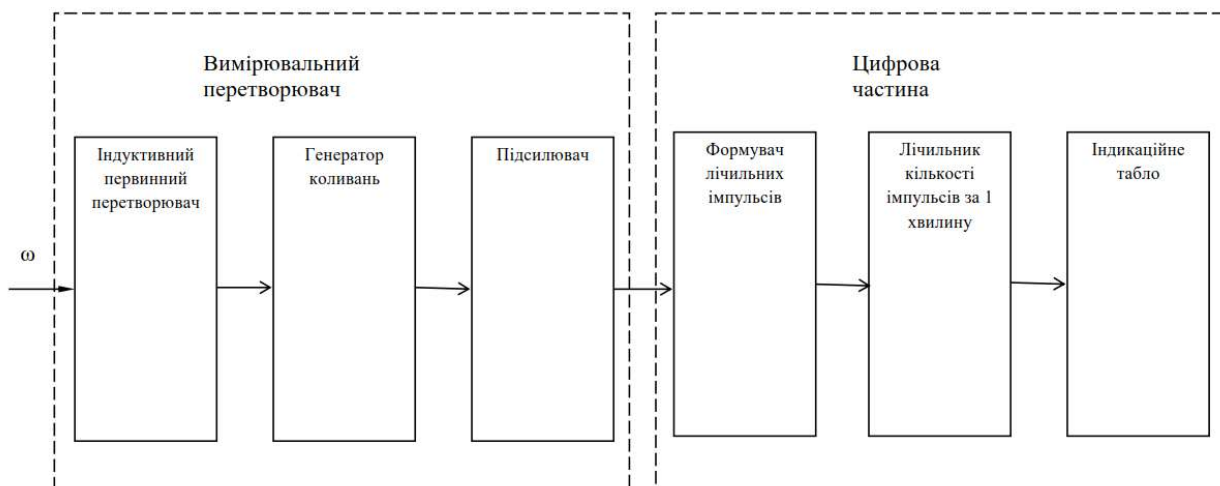 Вимірювальний
перетворювач
Цифрова
частина
Індуктивний
первинний
перетворювач
Генератор
коливань
Підсилювач
Формувач
лічильних
імпульсів
Лічильник
кількості
імпульсів за 1
хвилину
Індикаційне
табло
ω